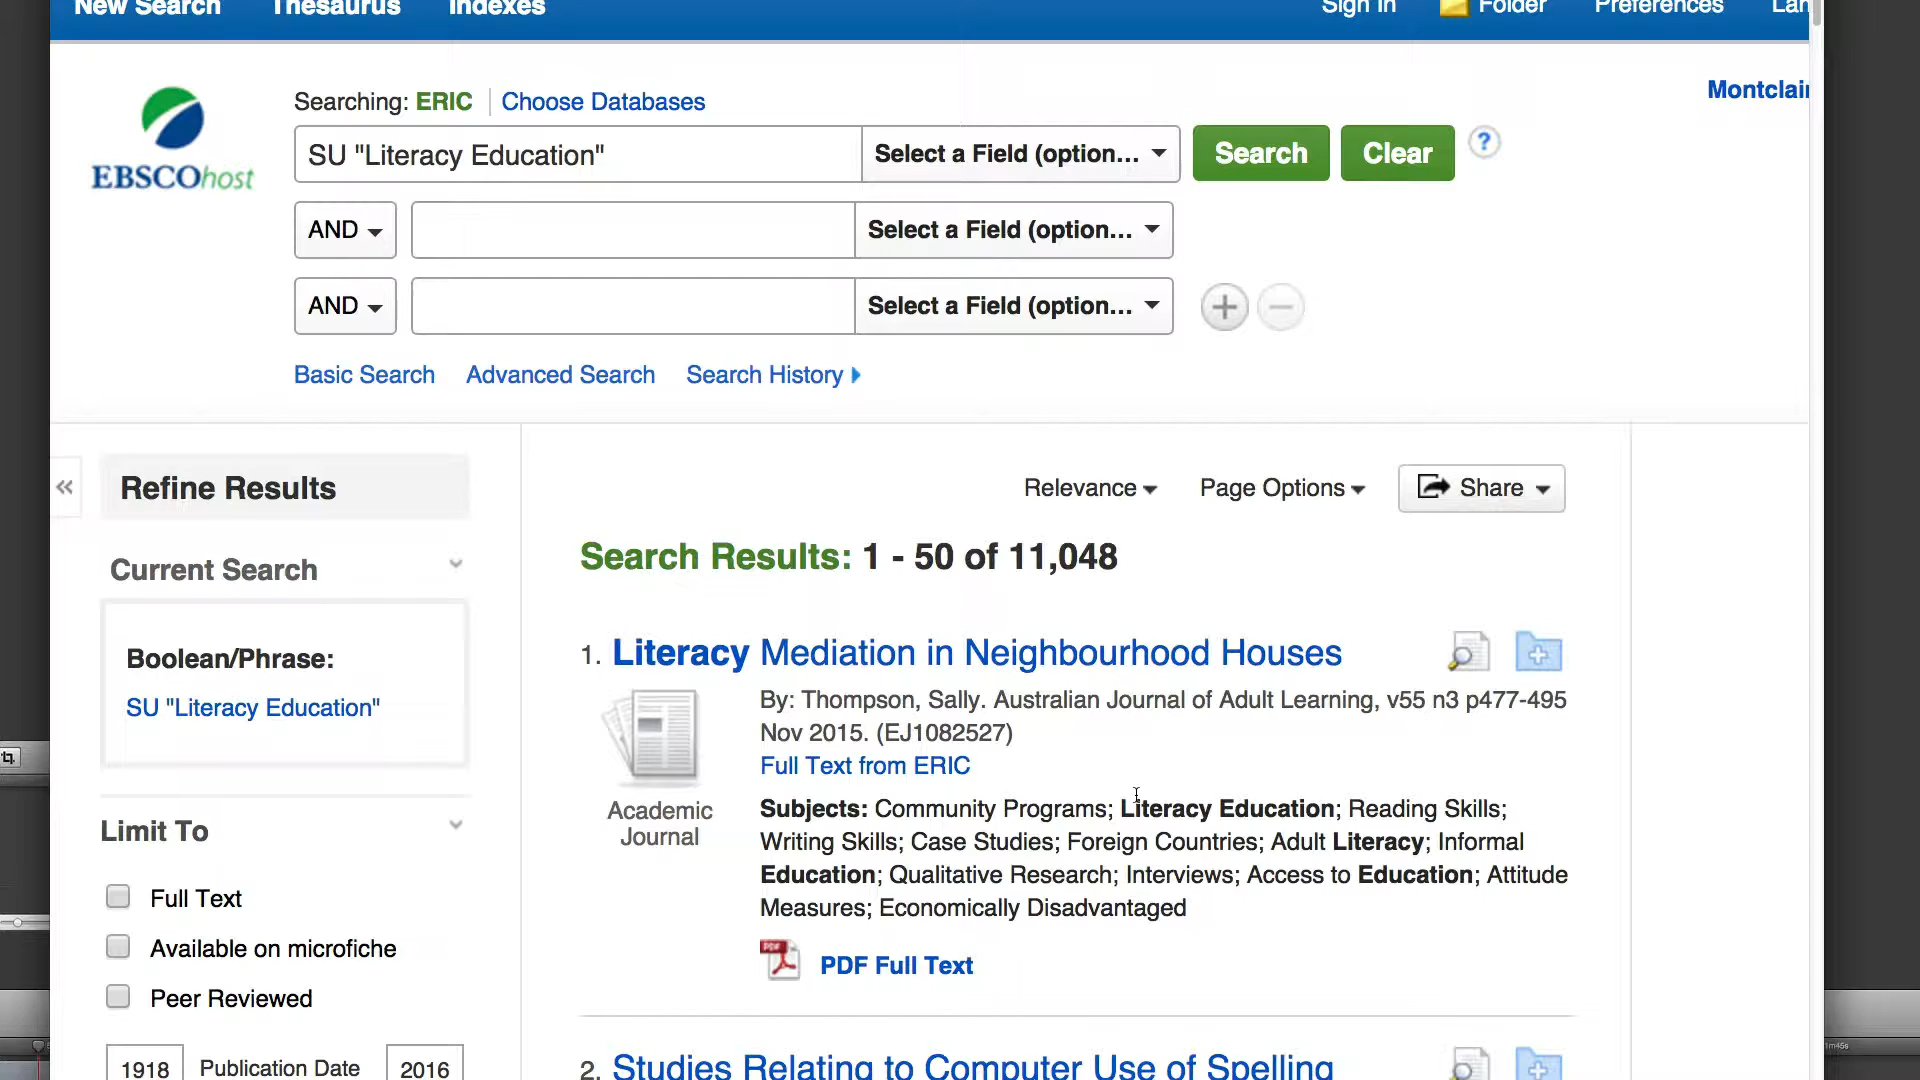 New Search Thesaurus Indexes Sign In Folder Preferences Lan
Montclair
Searching: ERIC Choose Databases
EBSCOhost
SU "Literacy Education" Select a Field (option... Search Clear ?
AND Select a Field (option...
AND Select a Field (option...
Basic Search Advanced Search Search History
Refine Results
Relevance Page Options Share
Current Search
Search Results: 1 - 50 of 11,048
Boolean/Phrase:
SU "Literacy Education"
Limit To
Full Text
Available on microfiche
Peer Reviewed
1918 Publication Date 2016
1. Literacy Mediation in Neighbourhood Houses
By: Thompson, Sally. Australian Journal of Adult Learning, v55 n3 p477-495
Nov 2015. (EJ1082527)
Full Text from ERIC
Academic
Journal
Subjects: Community Programs; Literacy Education; Reading Skills;
Writing Skills; Case Studies; Foreign Countries; Adult Literacy; Informal
Education; Qualitative Research; Interviews; Access to Education; Attitude
Measures; Economically Disadvantaged
PDF PDF Full Text
2. Studies Relating to Computer Use of Spelling
1m45s